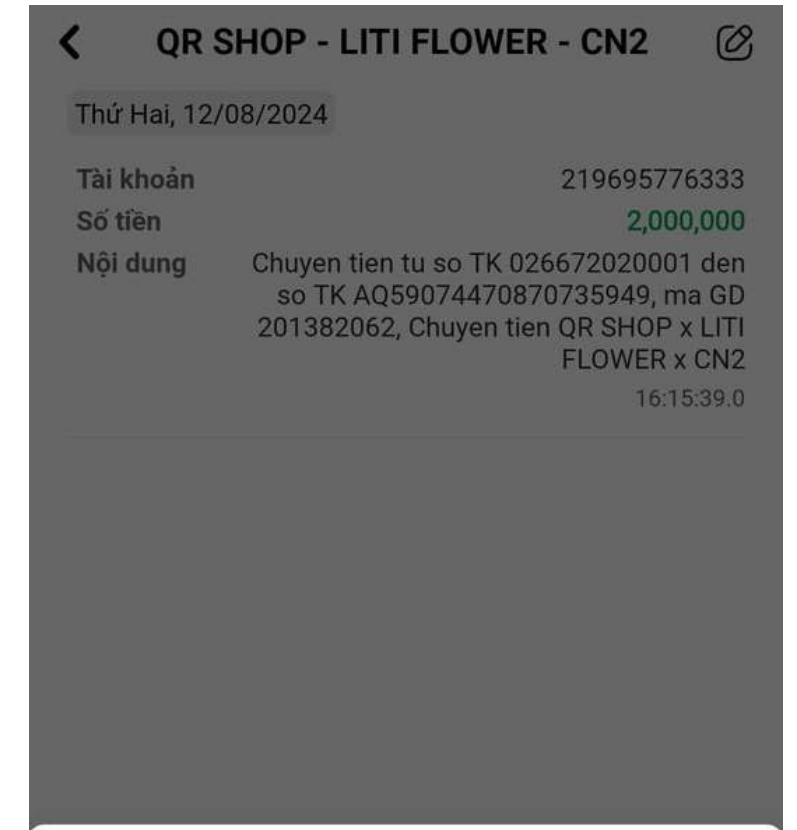 QR SHOP - LITI FLOWER - CN2
Thứ Hai, 12/08/2024
Tài khoản 219695776333
Số tiền 2,000,000
Nội dung Chuyen tien tu so TK 026672020001 den
so TK AQ59074470870735949, ma GD
201382062, Chuyen tien QR SHOP x LITI
FLOWER x CN2
16:15:39.0